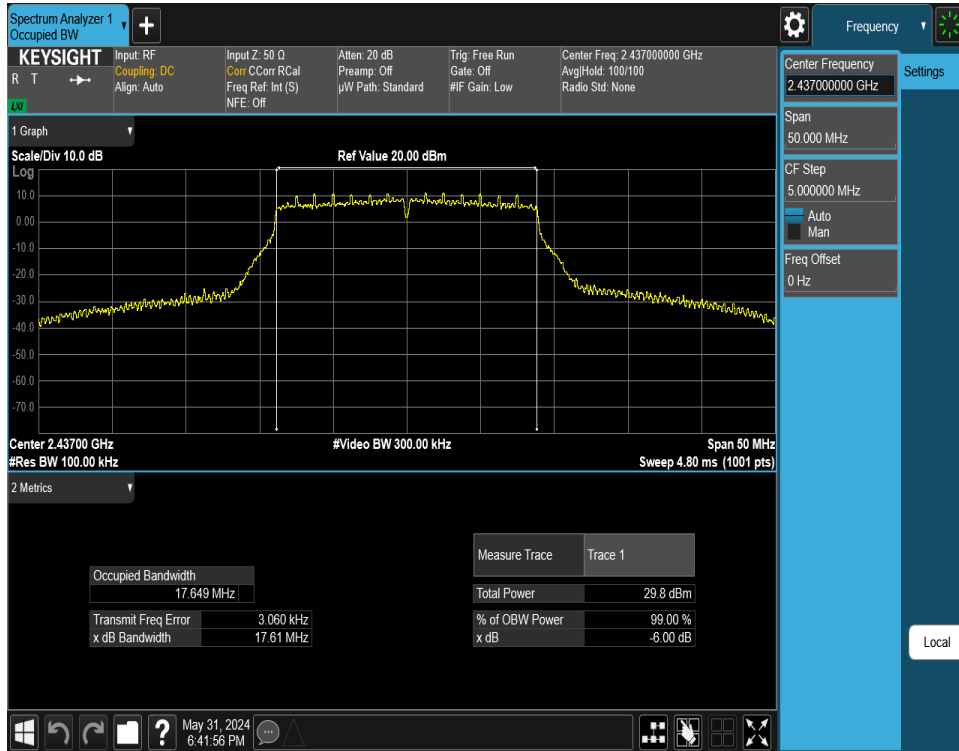 Spectrum Analyzer 1
Occupied BW
Frequency
KEYSIGHT
R T
LXI
Input: RF
Coupling: DC
Align: Auto
Input Z: 50 Ω
Corr CCorr RCal
Freq Ref: Int (S)
NFE: Off
Atten: 20 dB
Preamp: Off
µW Path: Standard
Trig: Free Run
Gate: Off
#IF Gain: Low
Center Freq: 2.437000000 GHz
Avg|Hold: 100/100
Radio Std: None
Center Frequency
2.437000000 GHz
Settings
Span
50.000 MHz
CF Step
5.000000 MHz
Auto
Man
Freq Offset
0 Hz
Local
1 Graph
Scale/Div 10.0 dB
Ref Value 20.00 dBm
Log
10.0
0.00
-10.0
-20.0
-30.0
-40.0
-50.0
-60.0
-70.0
Center 2.43700 GHz
#Video BW 300.00 kHz
Span 50 MHz
#Res BW 100.00 kHz
Sweep 4.80 ms (1001 pts)
2 Metrics
Occupied Bandwidth
17.649 MHz
Transmit Freq Error 3.060 kHz
x dB Bandwidth 17.61 MHz
Measure Trace Trace 1
Total Power 29.8 dBm
% of OBW Power 99.00 %
x dB -6.00 dB
?
May 31, 2024
6:41:56 PM